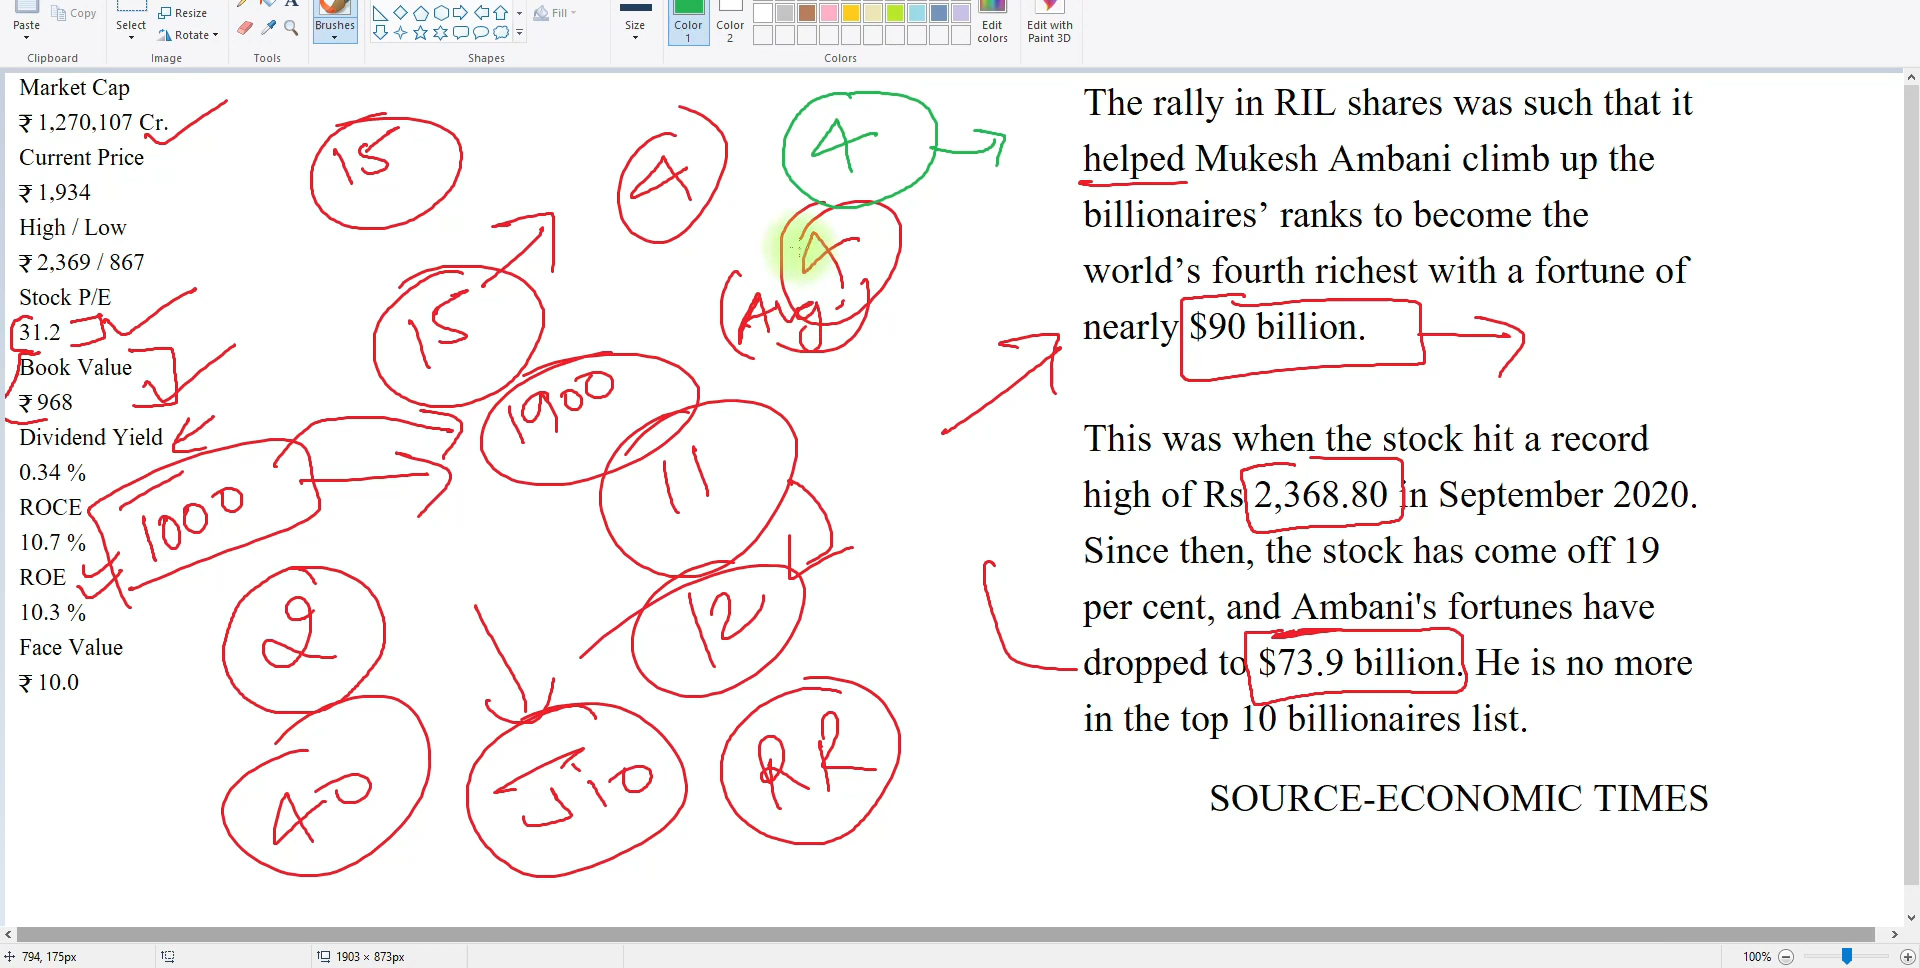 Paste
Copy
Clipboard
Select
Resize
Rotate
Image
Tools
Brushes
Shapes
Fill
Size
Color 1
Color 2
Edit colors
Edit with Paint 3D
Colors
Market Cap
₹ 1,270,107 Cr.
Current Price
₹ 1,934
High / Low
₹ 2,369 / 867
Stock P/E
31.2
Book Value
₹ 968
Dividend Yield
0.34 %
ROCE
10.7 %
ROE
10.3 %
Face Value
₹ 10.0
15
4
4
15
4
(Aug)
1900
11
1000
12
2
40
Jio
RR
The rally in RIL shares was such that it
helped Mukesh Ambani climb up the
billionaires’ ranks to become the
world’s fourth richest with a fortune of
nearly $90 billion.
This was when the stock hit a record
high of Rs 2,368.80 in September 2020.
Since then, the stock has come off 19
per cent, and Ambani's fortunes have
dropped to $73.9 billion. He is no more
in the top 10 billionaires list.
SOURCE-ECONOMIC TIMES
794, 175px
1903 × 873px
100%